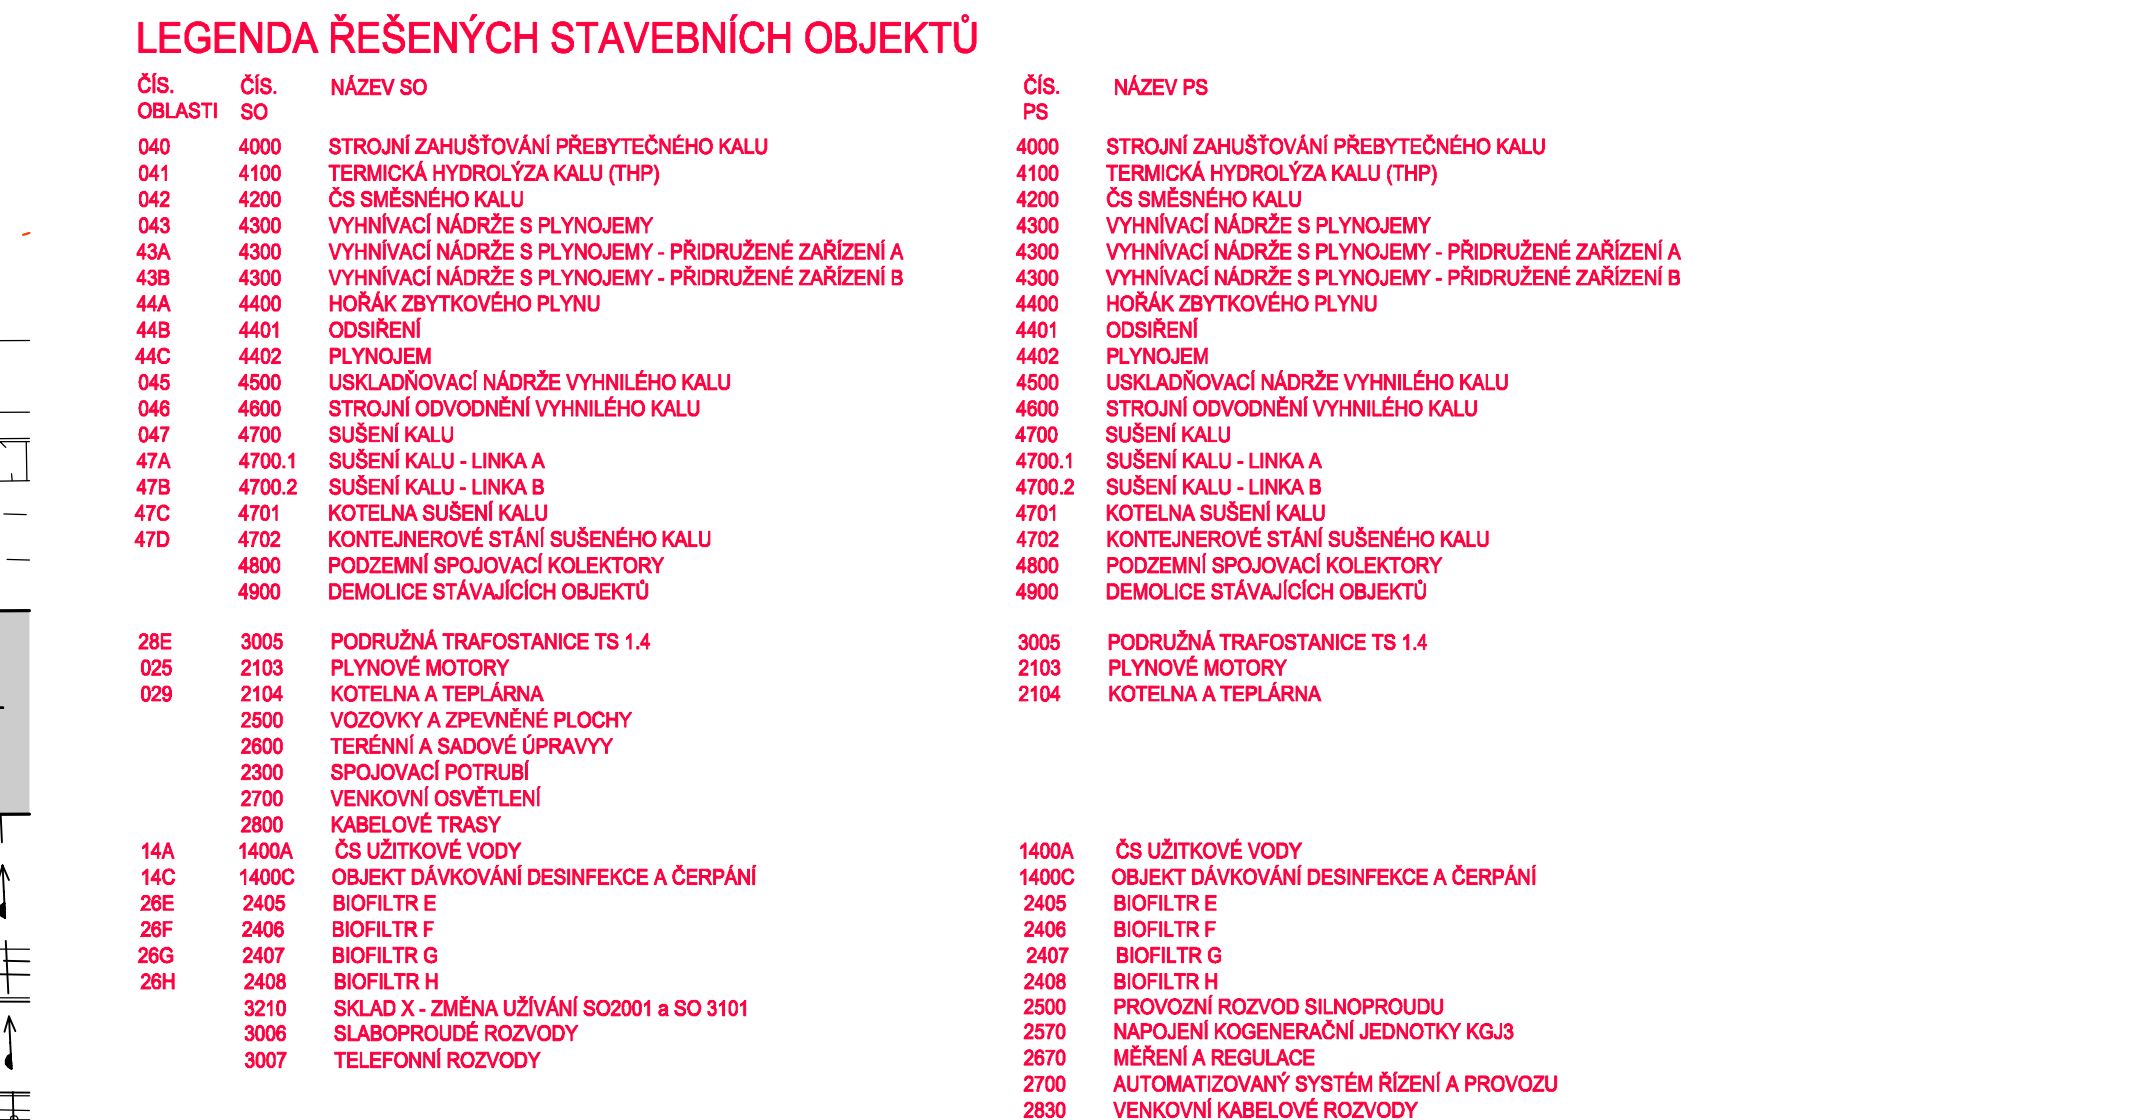 LEGENDA ŘEŠENÝCH STAVEBNÍCH OBJEKTŮ
ČÍS. OBLASTI ČÍS. SO NÁZEV SO ČÍS. PS NÁZEV PS
040 4000 STROJNÍ ZAHUŠŤOVÁNÍ PŘEBYTEČNÉHO KALU 4000 STROJNÍ ZAHUŠŤOVÁNÍ PŘEBYTEČNÉHO KALU
041 4100 TERMICKÁ HYDROLÝZA KALU (THP) 4100 TERMICKÁ HYDROLÝZA KALU (THP)
042 4200 ČS SMĚSNÉHO KALU 4200 ČS SMĚSNÉHO KALU
043 4300 VYHNÍVACÍ NÁDRŽE S PLYNOJEMY 4300 VYHNÍVACÍ NÁDRŽE S PLYNOJEMY
43A 4300 VYHNÍVACÍ NÁDRŽE S PLYNOJEMY - PŘIDRUŽENÉ ZAŘÍZENÍ A 4300 VYHNÍVACÍ NÁDRŽE S PLYNOJEMY - PŘIDRUŽENÉ ZAŘÍZENÍ A
43B 4300 VYHNÍVACÍ NÁDRŽE S PLYNOJEMY - PŘIDRUŽENÉ ZAŘÍZENÍ B 4300 VYHNÍVACÍ NÁDRŽE S PLYNOJEMY - PŘIDRUŽENÉ ZAŘÍZENÍ B
44A 4400 HOŘÁK ZBYTKOVÉHO PLYNU 4400 HOŘÁK ZBYTKOVÉHO PLYNU
44B 4401 ODSIŘENÍ 4401 ODSIŘENÍ
44C 4402 PLYNOJEM 4402 PLYNOJEM
045 4500 USKLADŇOVACÍ NÁDRŽE VYHNILÉHO KALU 4500 USKLADŇOVACÍ NÁDRŽE VYHNILÉHO KALU
046 4600 STROJNÍ ODVODNĚNÍ VYHNILÉHO KALU 4600 STROJNÍ ODVODNĚNÍ VYHNILÉHO KALU
047 4700 SUŠENÍ KALU 4700 SUŠENÍ KALU
47A 4700.1 SUŠENÍ KALU - LINKA A 4700.1 SUŠENÍ KALU - LINKA A
47B 4700.2 SUŠENÍ KALU - LINKA B 4700.2 SUŠENÍ KALU - LINKA B
47C 4701 KOTELNA SUŠENÍ KALU 4701 KOTELNA SUŠENÍ KALU
47D 4702 KONTEJNEROVÉ STÁNÍ SUŠENÉHO KALU 4702 KONTEJNEROVÉ STÁNÍ SUŠENÉHO KALU
4800 PODZEMNÍ SPOJOVACÍ KOLEKTORY 4800 PODZEMNÍ SPOJOVACÍ KOLEKTORY
4900 DEMOLICE STÁVAJÍCÍCH OBJEKTŮ 4900 DEMOLICE STÁVAJÍCÍCH OBJEKTŮ
28E 3005 PODRUŽNÁ TRAFOSTANICE TS 1.4 3005 PODRUŽNÁ TRAFOSTANICE TS 1.4
025 2103 PLYNOVÉ MOTORY 2103 PLYNOVÉ MOTORY
029 2104 KOTELNA A TEPLÁRNA 2104 KOTELNA A TEPLÁRNA
2500 VOZOVKY A ZPEVNĚNÉ PLOCHY
2600 TERÉNNÍ A SADOVÉ ÚPRAVYY
2300 SPOJOVACÍ POTRUBÍ
2700 VENKOVNÍ OSVĚTLENÍ
2800 KABELOVÉ TRASY
14A 1400A ČS UŽITKOVÉ VODY 1400A ČS UŽITKOVÉ VODY
14C 1400C OBJEKT DÁVKOVÁNÍ DESINFEKCE A ČERPÁNÍ 1400C OBJEKT DÁVKOVÁNÍ DESINFEKCE A ČERPÁNÍ
26E 2405 BIOFILTR E 2405 BIOFILTR E
26F 2406 BIOFILTR F 2406 BIOFILTR F
26G 2407 BIOFILTR G 2407 BIOFILTR G
26H 2408 BIOFILTR H 2408 BIOFILTR H
3210 SKLAD X - ZMĚNA UŽÍVÁNÍ SO2001 a SO 3101 2500 PROVOZNÍ ROZVOD SILNOPROUDU
3006 SLABOPROUDÉ ROZVODY 2570 NAPOJENÍ KOGENERAČNÍ JEDNOTKY KGJ3
3007 TELEFONNÍ ROZVODY 2670 MĚŘENÍ A REGULACE
2700 AUTOMATIZOVANÝ SYSTÉM ŘÍZENÍ A PROVOZU
2830 VENKOVNÍ KABELOVÉ ROZVODY